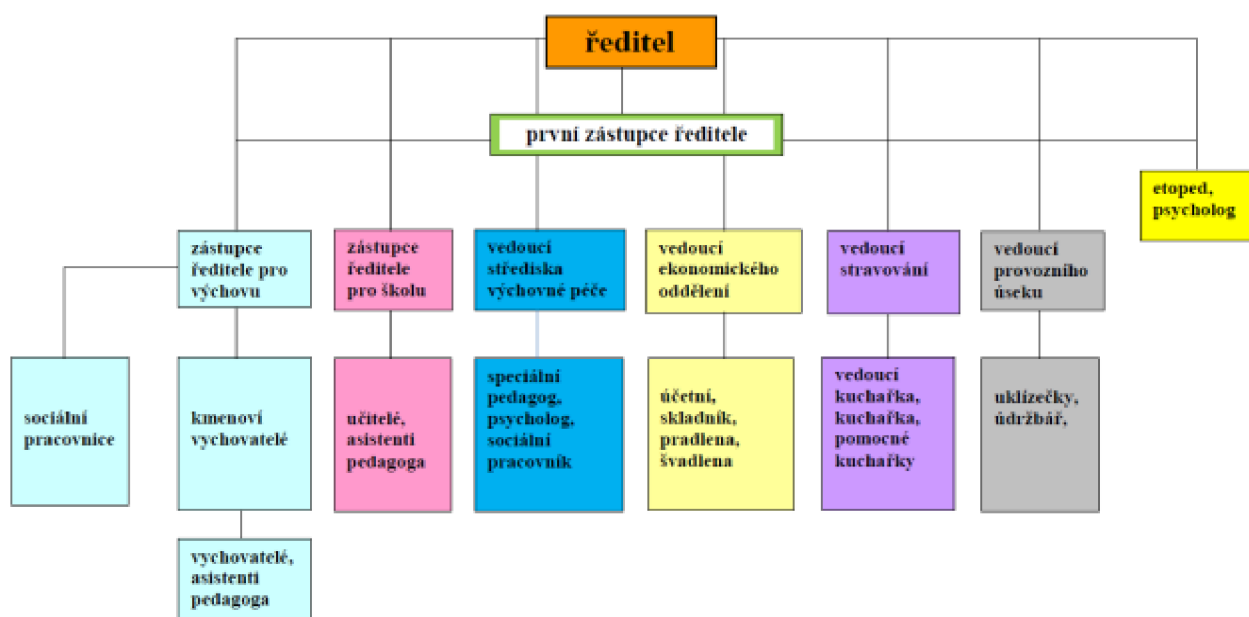 ředitel
první zástupce ředitele
etoped,
psycholog
zástupce
ředitele pro
výchovu
zástupce
ředitele
pro školu
vedoucí
střediska
výchovné péče
vedoucí
ekonomického
oddělení
vedoucí
stravování
vedoucí
provozního
úseku
sociální
pracovnice
kmenoví
vychovatelé
učitelé,
asistenti
pedagoga
speciální
pedagog,
psycholog,
sociální
pracovník
účetní,
skladník,
pradlena,
švadlena
vedoucí
kuchařka,
kuchařka,
pomocné
kuchařky
uklízečky,
údržbář,
vychovatelé,
asistenti
pedagoga